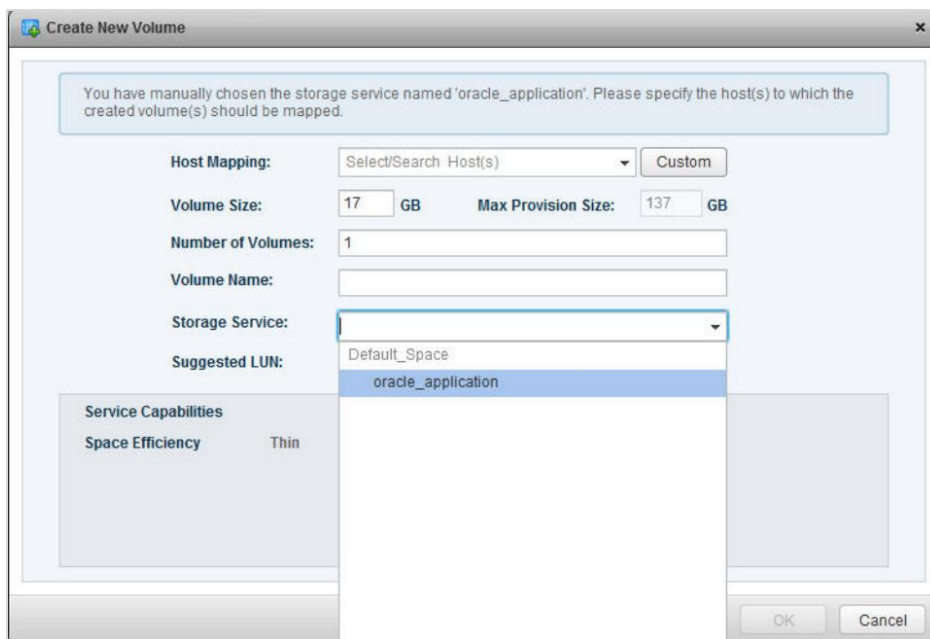 Create New Volume
You have manually chosen the storage service named 'oracle_application'. Please specify the host(s) to which the
created volume(s) should be mapped.
Host Mapping: Select/Search Host(s) Custom
Volume Size: 17 GB Max Provision Size: 137 GB
Number of Volumes: 1
Volume Name:
Storage Service:
Default_Space
Suggested LUN:
oracle_application
Service Capabilities
Space Efficiency Thin
OK Cancel